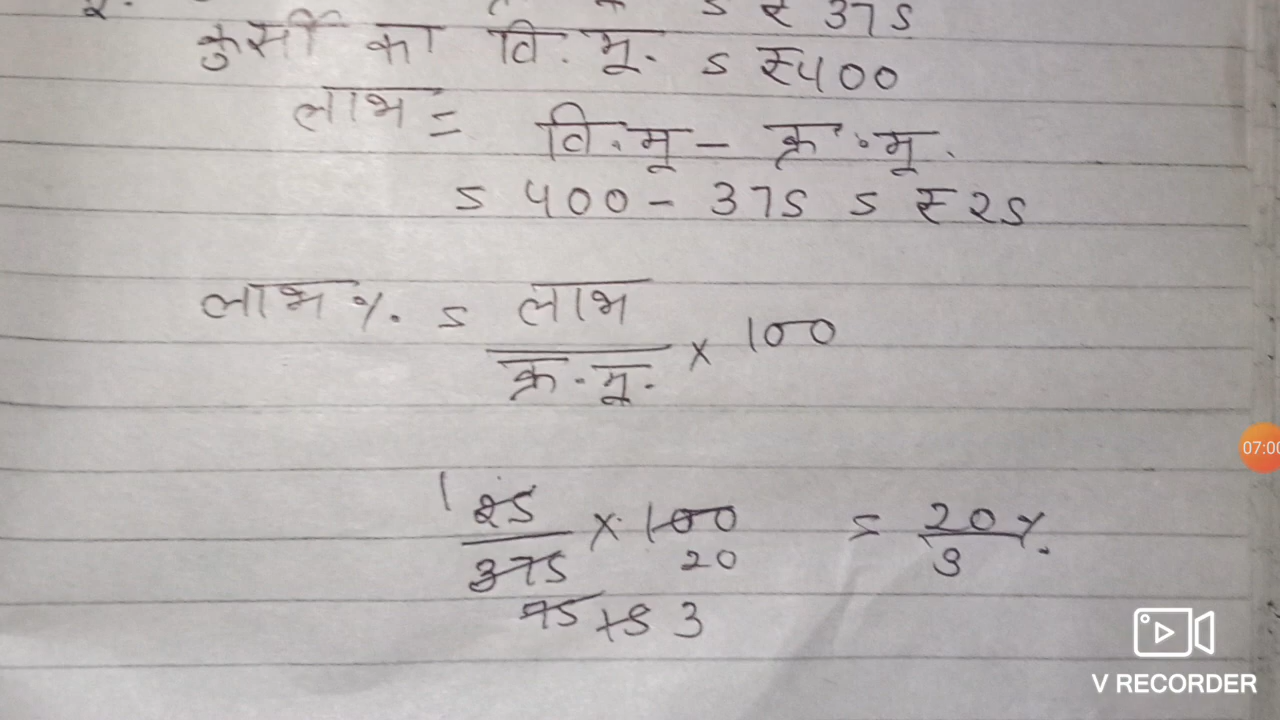 2.
= ₹ 375
कुर्सी का वि. मू. = ₹400
लाभ = वि.मू - क्र.मू.
= 400 - 375 = ₹25
लाभ %. = लाभ / क्र.मू. × 100
1 25 / 375 × 100 = 20 / 3 %.
20
75 15 3
07:00
V RECORDER